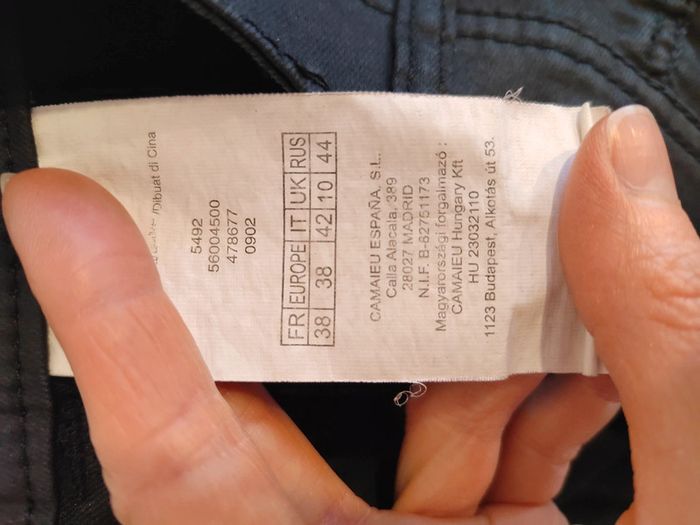 /Dibuat di Cina
5492
56004500
478677
0902
FR EUROPE IT UK RUS
38 38 42 10 44
CAMAIEU ESPAÑA, S.L.
Calla Alacala, 389
28027 MADRID
N.I.F. B-82751173
Magyarországi forgalmazó :
CAMAIEU Hungary Kft
HU 23032110
1123 Budapest, Alkotás út 53.